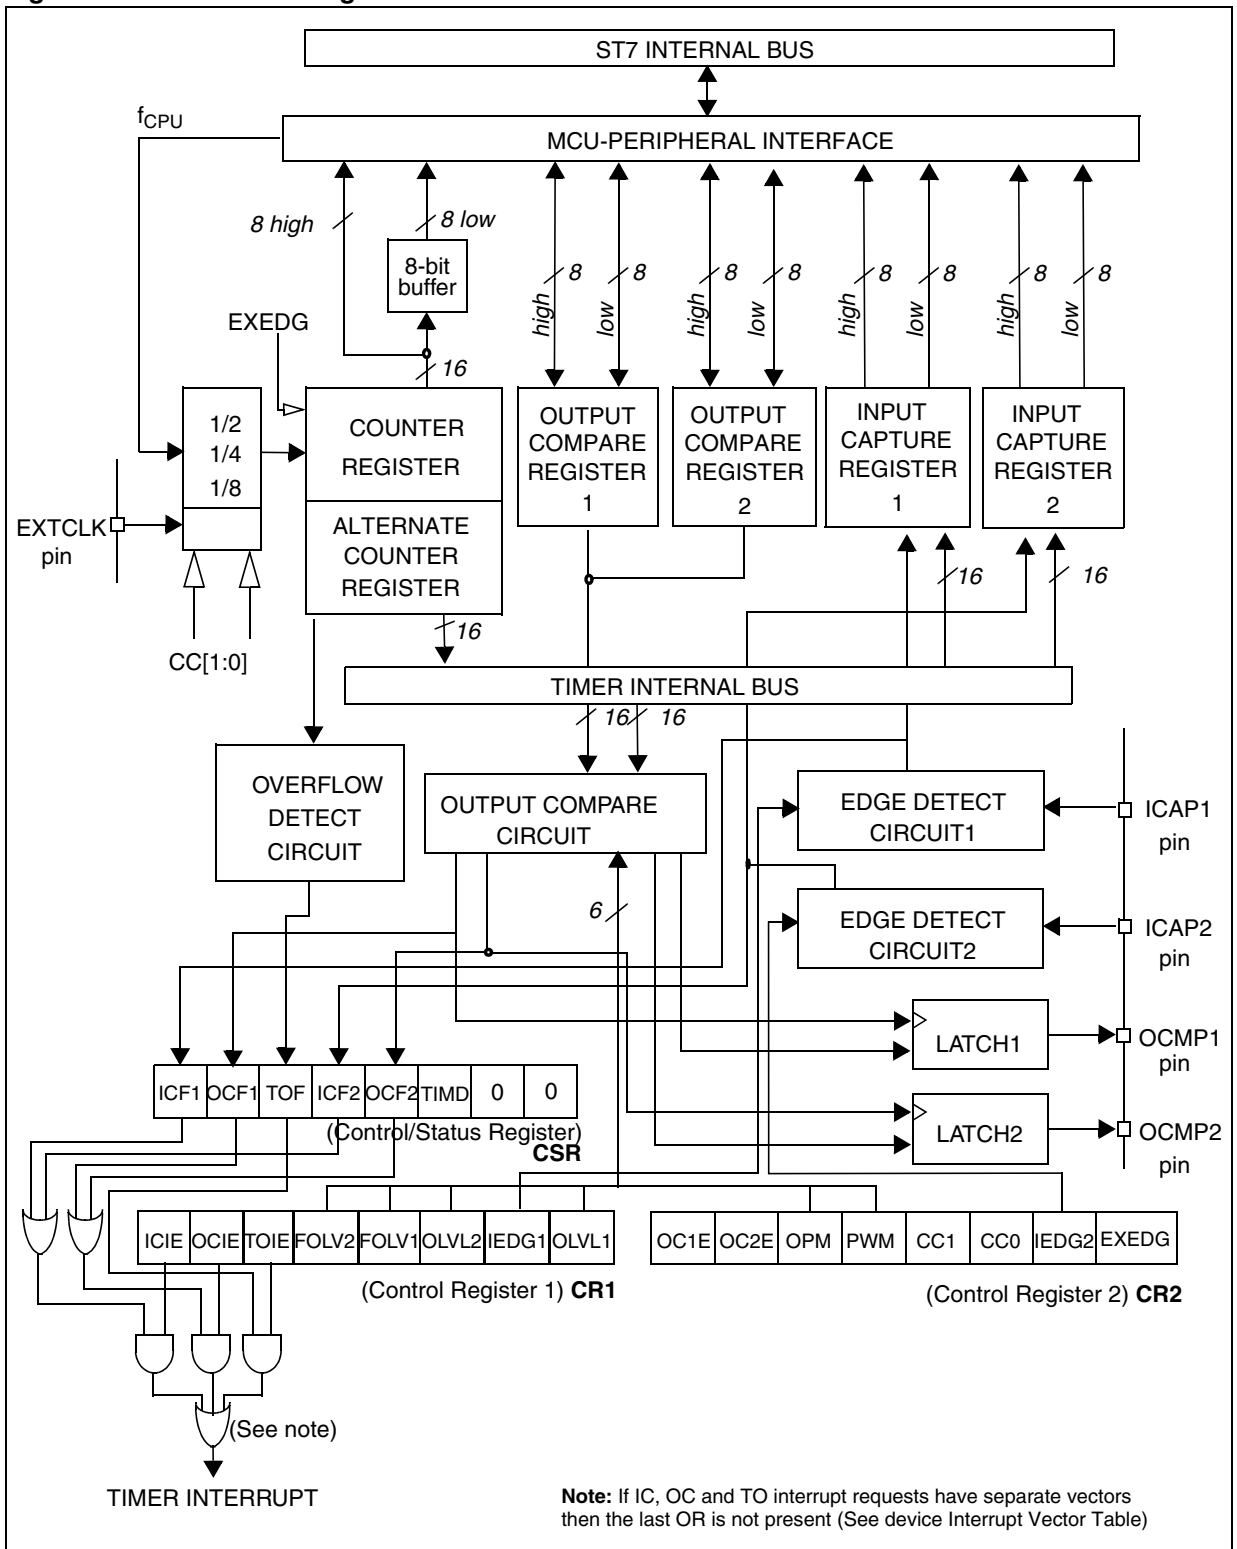 ST7 INTERNAL BUS
fCPU
MCU-PERIPHERAL INTERFACE
8 high
8 low
8-bit
buffer
high
8
low
8
high
8
low
8
high
8
low
8
high
8
low
8
EXEDG
16
1/2
1/4
1/8
COUNTER
REGISTER
ALTERNATE
COUNTER
REGISTER
OUTPUT
COMPARE
REGISTER
1
OUTPUT
COMPARE
REGISTER
2
INPUT
CAPTURE
REGISTER
1
INPUT
CAPTURE
REGISTER
2
EXTCLK
pin
CC[1:0]
16
16
16
TIMER INTERNAL BUS
16
16
OVERFLOW
DETECT
CIRCUIT
OUTPUT COMPARE
CIRCUIT
EDGE DETECT
CIRCUIT1
ICAP1
pin
6
EDGE DETECT
CIRCUIT2
ICAP2
pin
LATCH1
OCMP1
pin
LATCH2
OCMP2
pin
ICF1 OCF1 TOF ICF2 OCF2 TIMD 0 0
(Control/Status Register)
CSR
ICIE OCIE TOIE FOLV2 FOLV1 OLVL2 IEDG1 OLVL1
(Control Register 1) CR1
OC1E OC2E OPM PWM CC1 CC0 IEDG2 EXEDG
(Control Register 2) CR2
(See note)
TIMER INTERRUPT
Note: If IC, OC and TO interrupt requests have separate vectors
then the last OR is not present (See device Interrupt Vector Table)